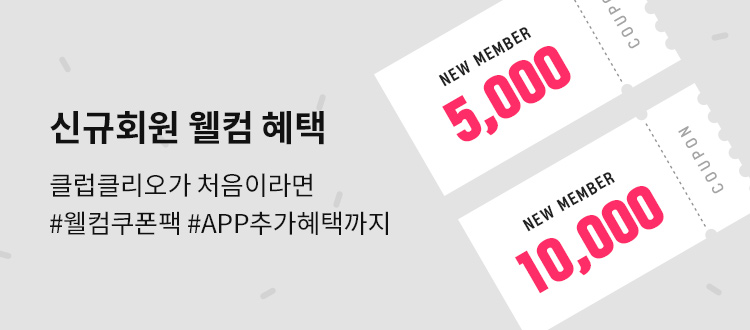 신규회원 웰컴 혜택
클럽클리오가 처음이라면
#웰컴쿠폰팩 #APP추가혜택까지
NEW MEMBER
5,000
COUPON
NEW MEMBER
10,000
COUPON